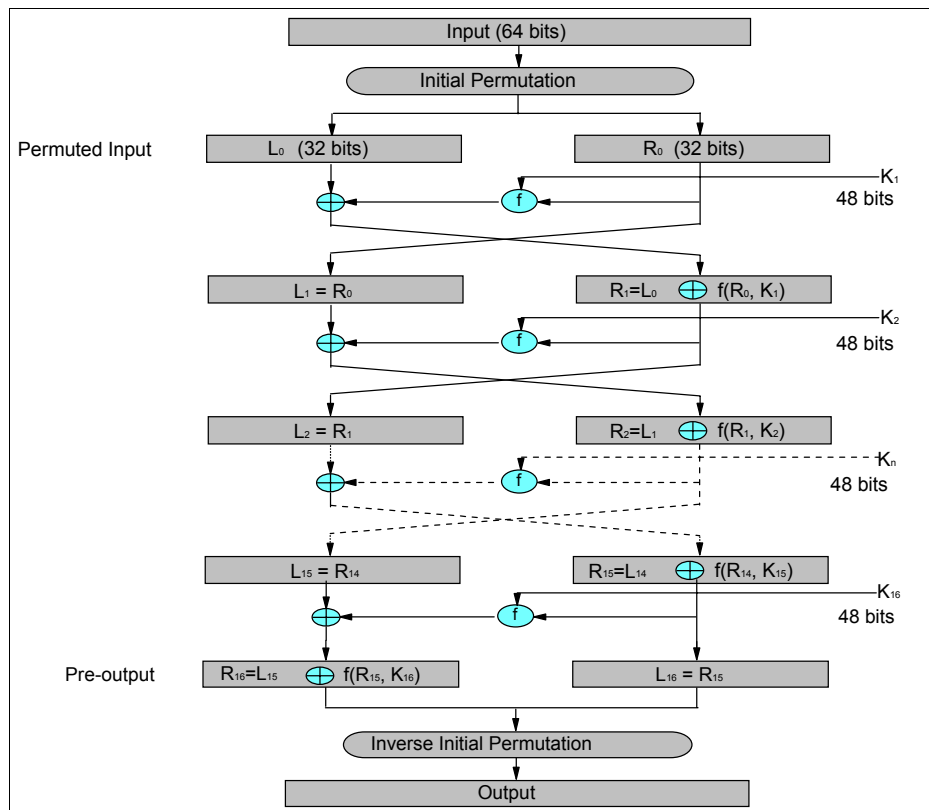 Input (64 bits)
Initial Permutation
Permuted Input
L₀ (32 bits)
R₀ (32 bits)
K₁
f
48 bits
L₁ = R₀
R₁=L₀ ⊕ f(R₀, K₁)
K₂
f
48 bits
L₂ = R₁
R₂=L₁ ⊕ f(R₁, K₂)
Kₙ
f
48 bits
L₁₅ = R₁₄
R₁₅=L₁₄ ⊕ f(R₁₄, K₁₅)
K₁₆
f
48 bits
Pre-output
R₁₆=L₁₅ ⊕ f(R₁₅, K₁₆)
L₁₆ = R₁₅
Inverse Initial Permutation
Output